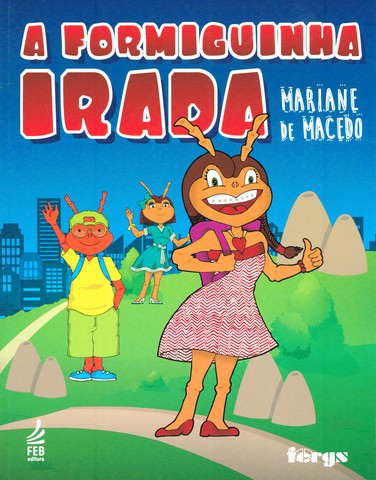 A FORMIGUINHA
IRADA
MARIANE
DE MACEDO
FEB
editora
fergs